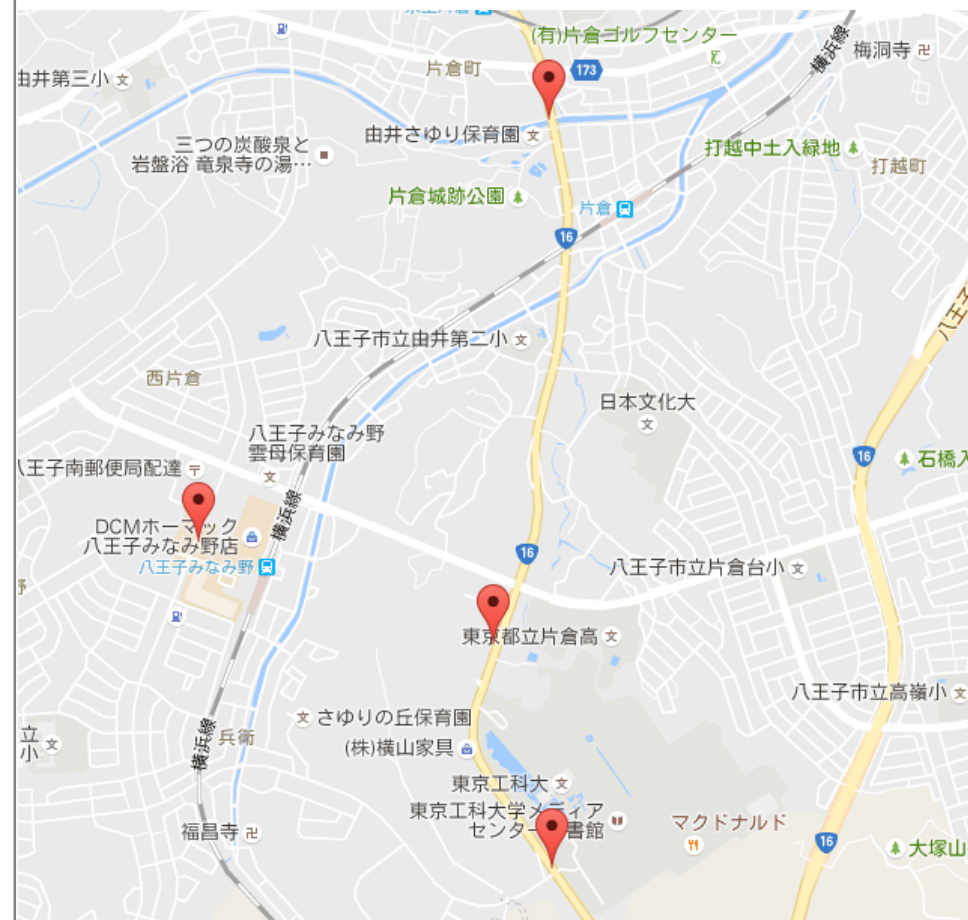 (有)片倉ゴルフセンター
片倉町
173
横浜線
梅洞寺
由井第三小
由井さゆり保育園
三つの炭酸泉と
岩盤浴 竜泉寺の湯…
打越中土入緑地
打越町
片倉城跡公園
片倉
16
八王子市立由井第二小
八王子
西片倉
日本文化大
八王子みなみ野
雲母保育園
16
石橋入
八王子南郵便局配達
横浜線
DCMホーマック
八王子みなみ野店
八王子みなみ野
16
八王子市立片倉台小
野
東京都立片倉高
八王子市立高嶺小
さゆりの丘保育園
立
小
兵衛
横浜線
(株)横山家具
東京工科大
東京工科大学メディア
センター
書館
マクドナルド
福昌寺
16
大塚山